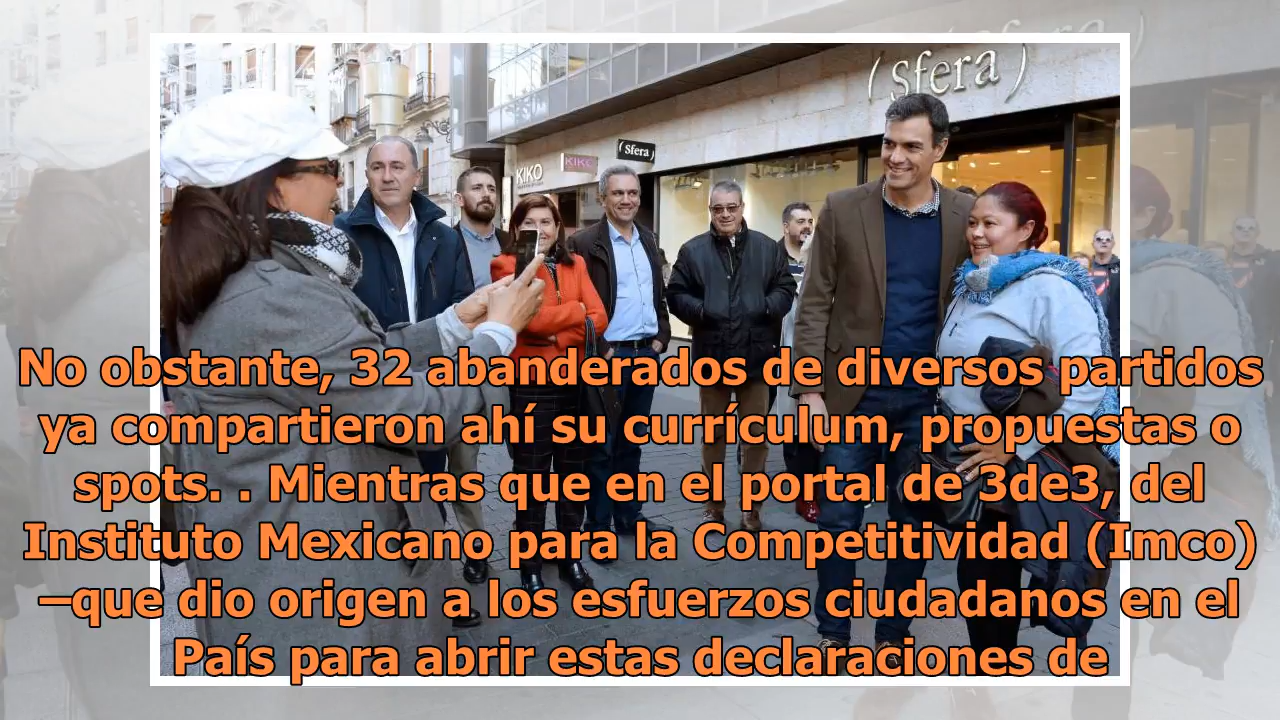 ( Sfera )
( Sfera )
KIKO
KIKO
No obstante, 32 abanderados de diversos partidos
ya compartieron ahí su currículum, propuestas o
spots. . Mientras que en el portal de 3de3, del
Instituto Mexicano para la Competitividad (Imco)
—que dio origen a los esfuerzos ciudadanos en el
País para abrir estas declaraciones de